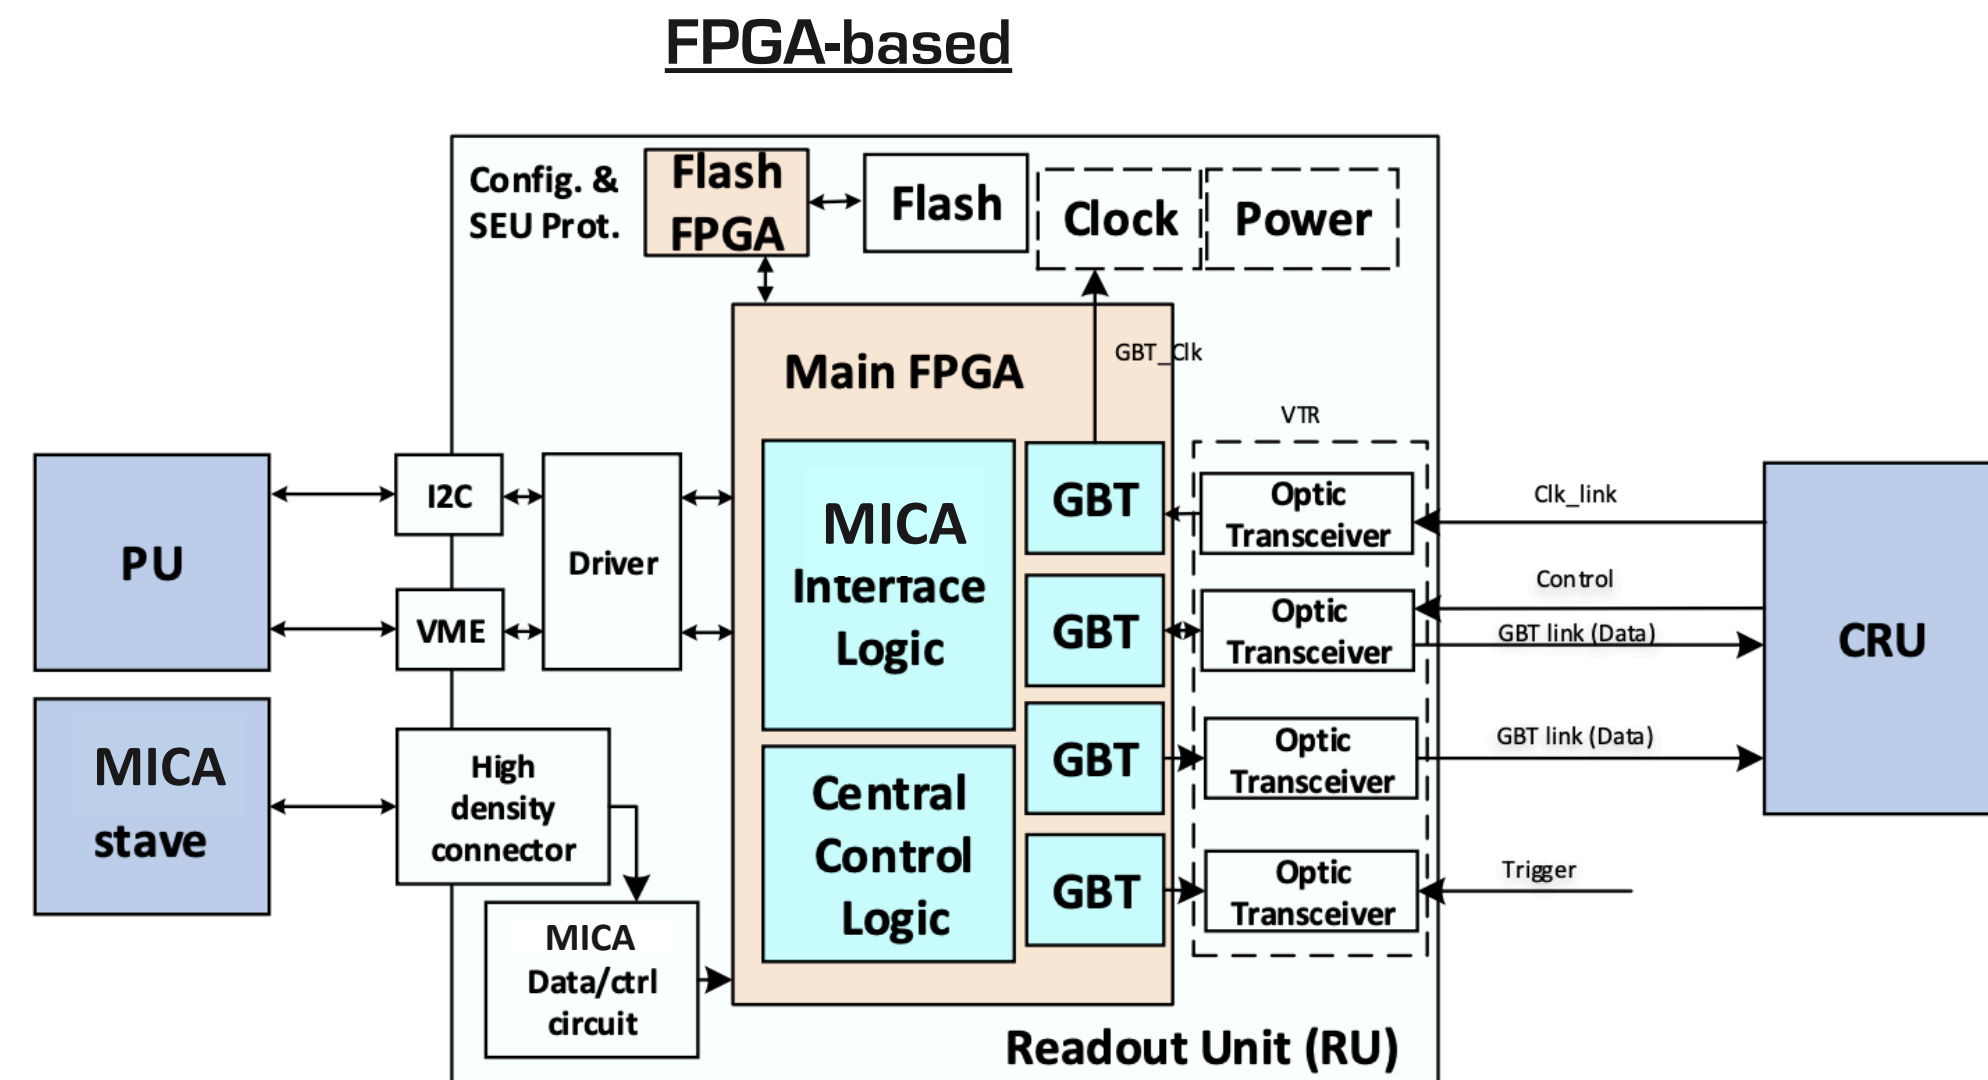 FPGA-based
Config. &
SEU Prot.
Flash
FPGA
Flash
Clock
Power
Main FPGA
GBT_Clk
VTR
PU
I2C
VME
Driver
MICA
Interface
Logic
GBT
GBT
GBT
GBT
Optic
Transceiver
Optic
Transceiver
Optic
Transceiver
Optic
Transceiver
Clk_link
Control
GBT link (Data)
GBT link (Data)
Trigger
CRU
MICA
stave
High
density
connector
Central
Control
Logic
MICA
Data/ctrl
circuit
Readout Unit (RU)